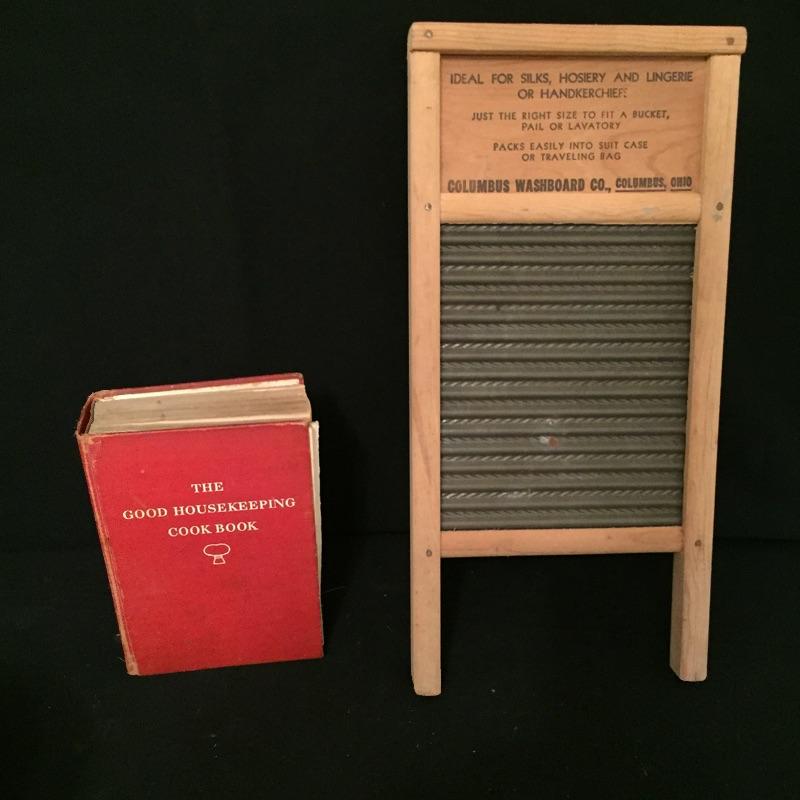 THE
GOOD HOUSEKEEPING
COOK BOOK
IDEAL FOR SILKS, HOSIERY AND LINGERIE
OR HANDKERCHIEFS
JUST THE RIGHT SIZE TO FIT A BUCKET,
PAIL OR LAVATORY
PACKS EASILY INTO SUIT CASE
OR TRAVELING BAG
COLUMBUS WASHBOARD CO., COLUMBUS, OHIO